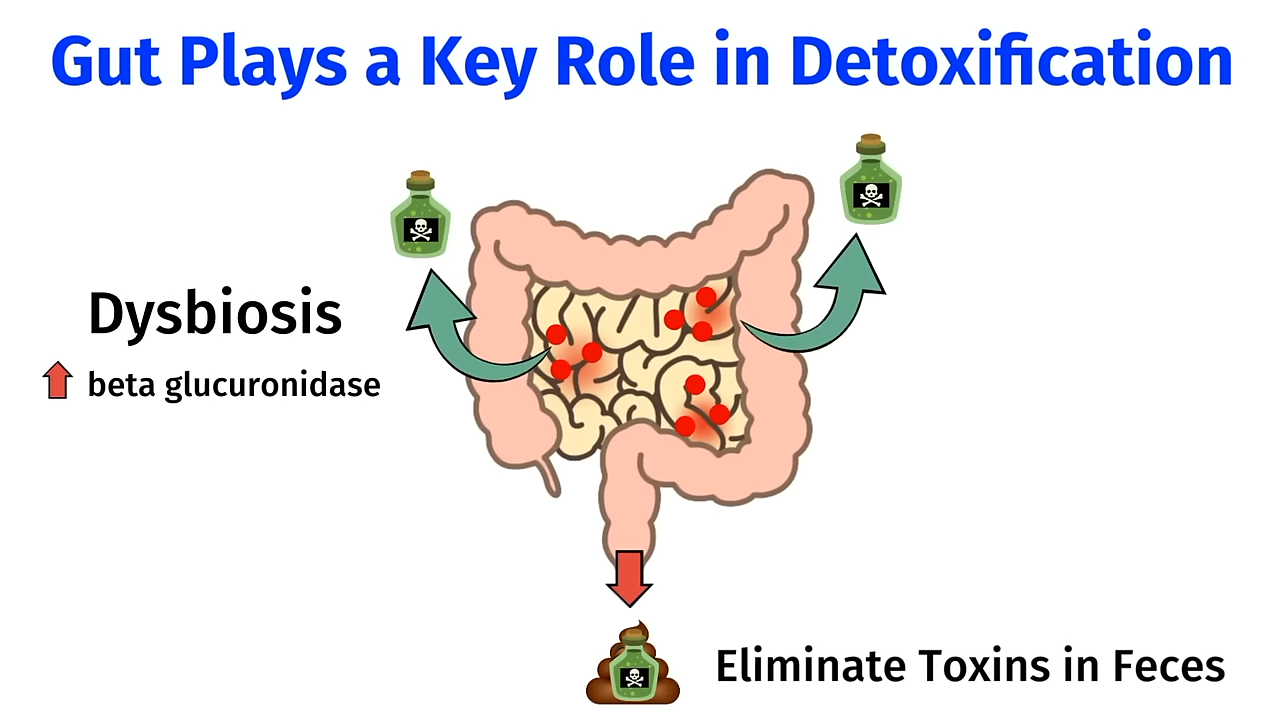 Gut Plays a Key Role in Detoxification
Dysbiosis
beta glucuronidase
Eliminate Toxins in Feces